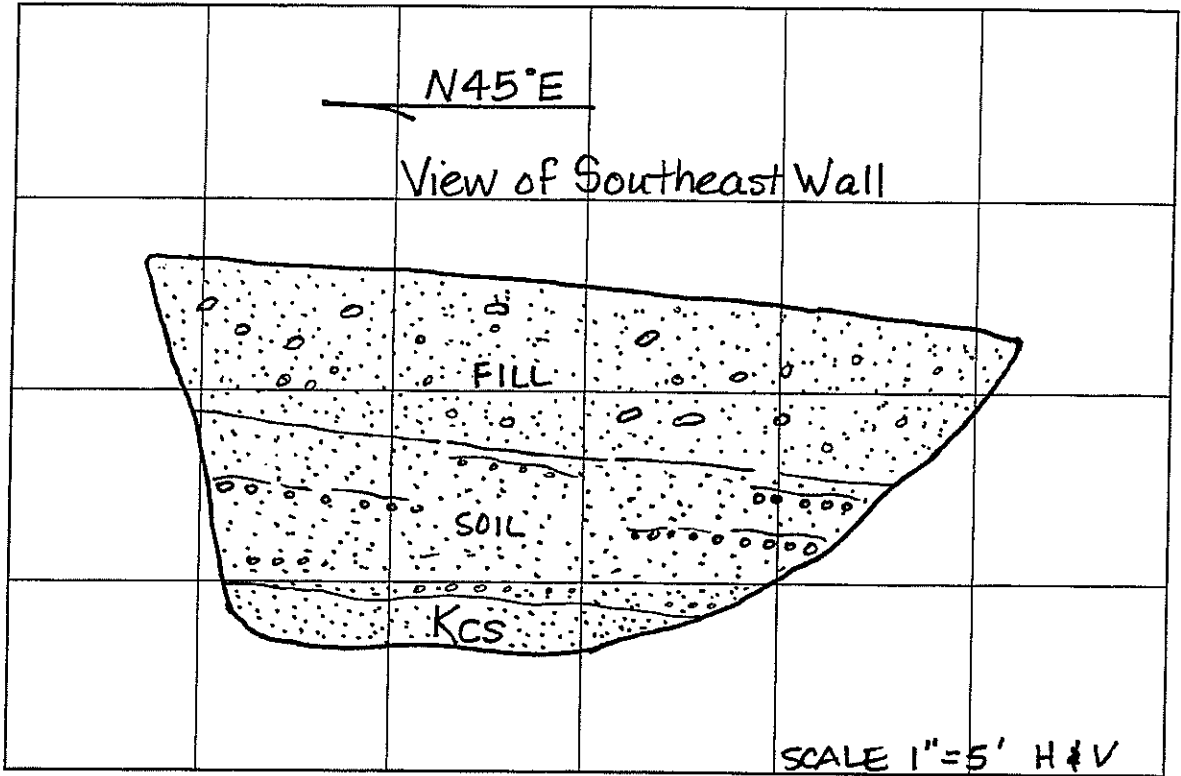 N45°E
View of Southeast Wall
FILL
SOIL
Kcs
SCALE 1"=5' H & V